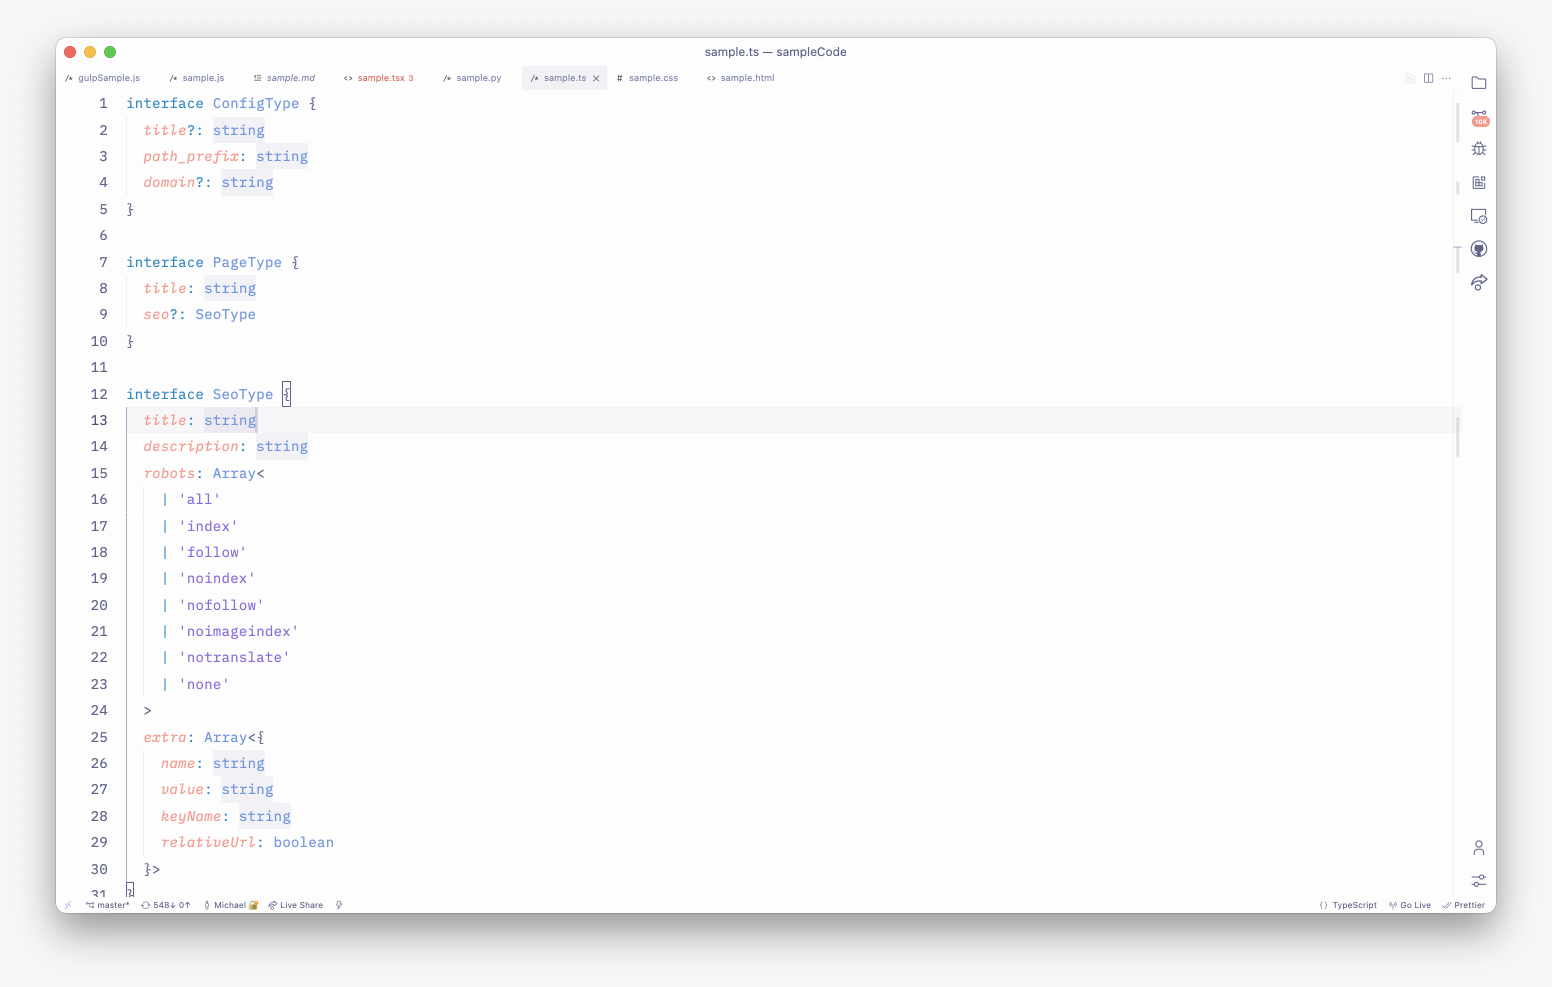 sample.ts — sampleCode
gulpSample.js sample.js sample.md sample.tsx 3 sample.py sample.ts sample.css sample.html
1 interface ConfigType {
2 title?: string
3 path_prefix: string
4 domain?: string
5 }
6
7 interface PageType {
8 title: string
9 seo?: SeoType
10 }
11
12 interface SeoType {
13 title: string
14 description: string
15 robots: Array<
16 | 'all'
17 | 'index'
18 | 'follow'
19 | 'noindex'
20 | 'nofollow'
21 | 'noimageindex'
22 | 'notranslate'
23 | 'none'
24 >
25 extra: Array<{
26 name: string
27 value: string
28 keyName: string
29 relativeUrl: boolean
30 }>
31 }
10K
master* 548↓ 0↑ Michael 🔐 Live Share
{} TypeScript Go Live Prettier